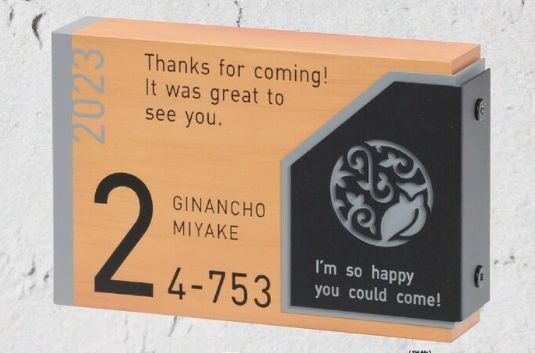 2023
Thanks for coming!
It was great to
see you.
2
GINANCHO
MIYAKE
4-753
I'm so happy
you could come!